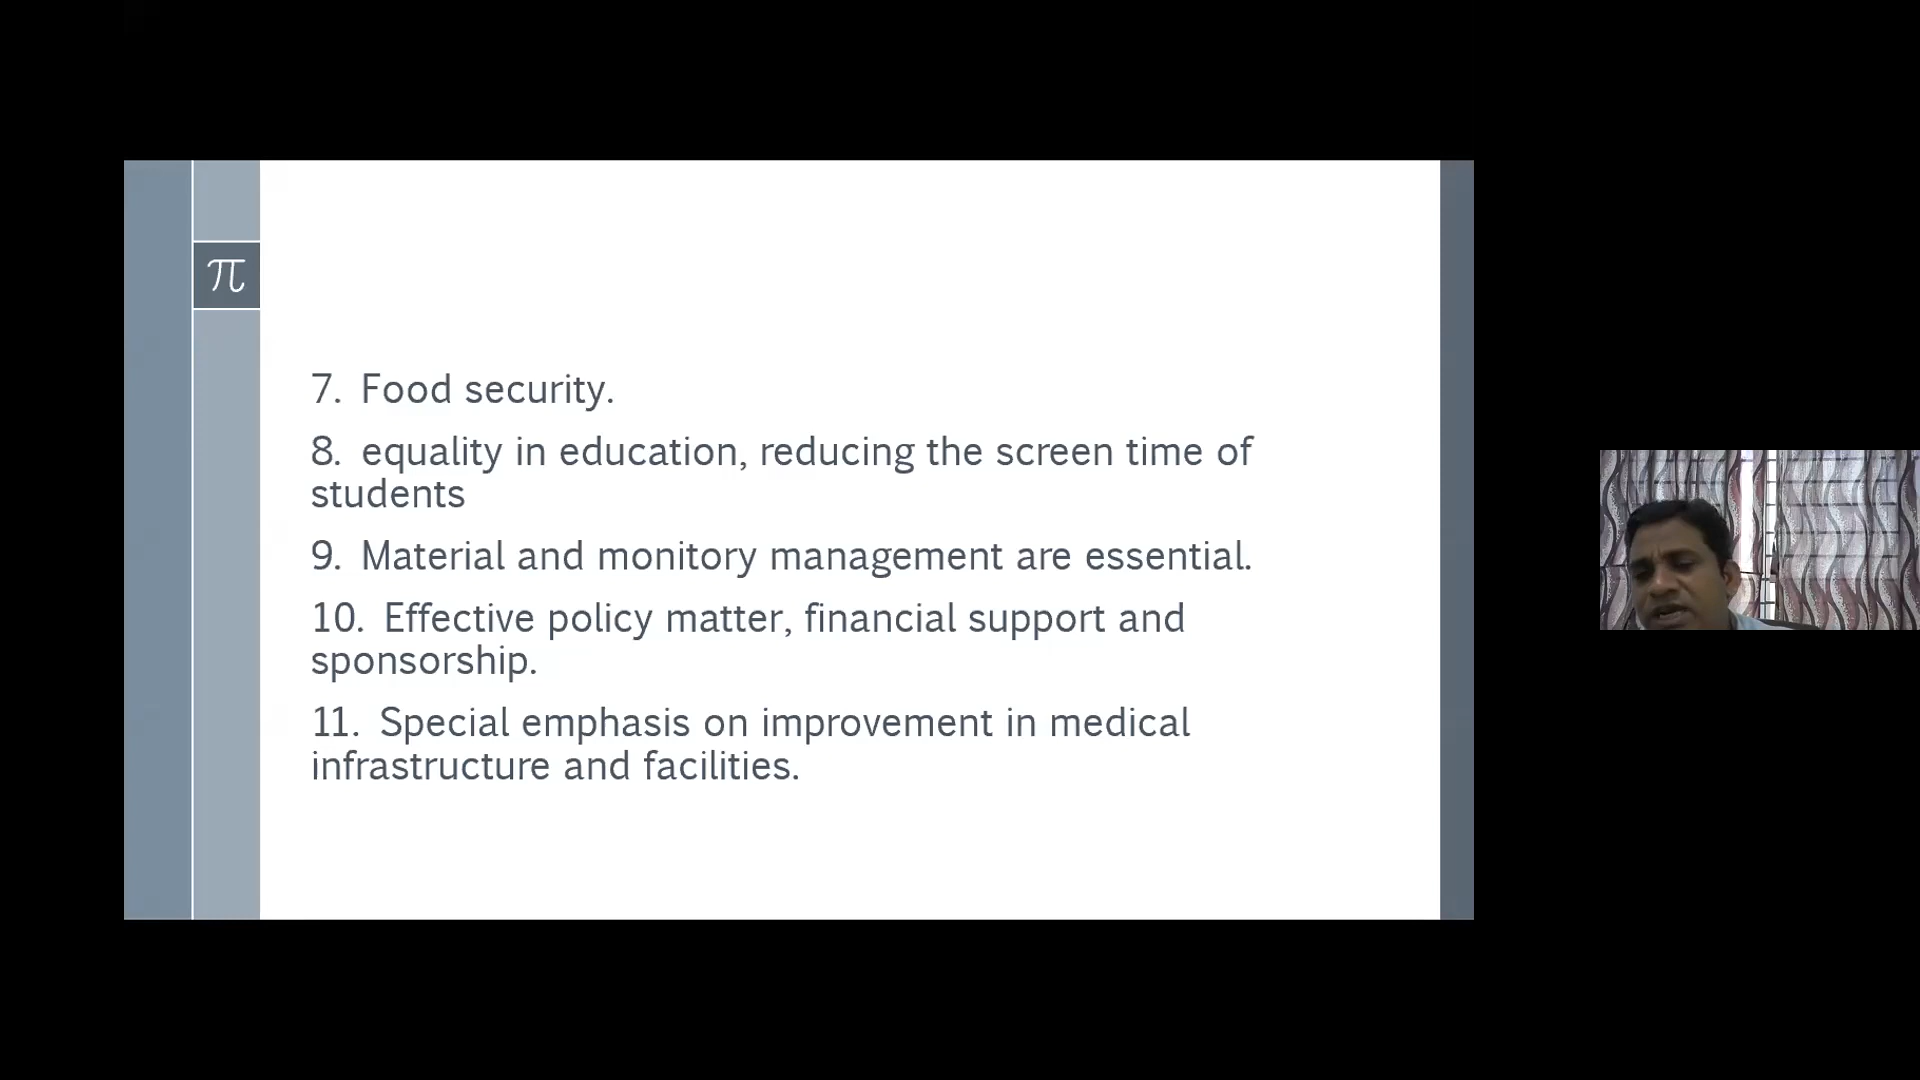 π
7. Food security.
8. equality in education, reducing the screen time of
students
9. Material and monitory management are essential.
10. Effective policy matter, financial support and
sponsorship.
11. Special emphasis on improvement in medical
infrastructure and facilities.